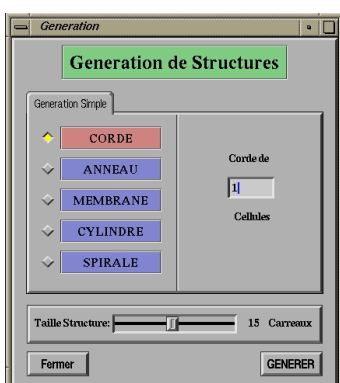 Generation
Generation de Structures
Generation Simple
CORDE
ANNEAU
MEMBRANE
CYLINDRE
SPIRALE
Corde de
1
Cellules
Taille Structure: 15 Carreaux
Fermer GENERER